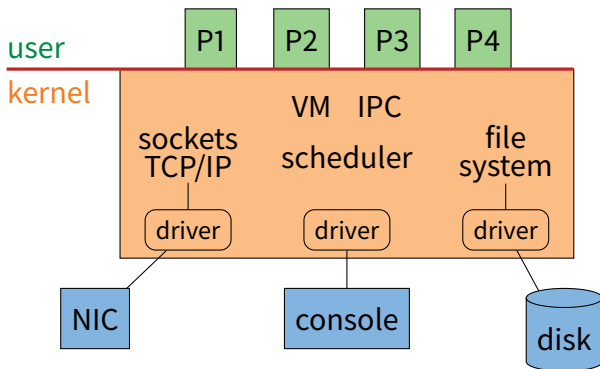 P1 P2 P3 P4
user
kernel
VM IPC
sockets
TCP/IP
scheduler
file
system
driver driver driver
NIC console disk